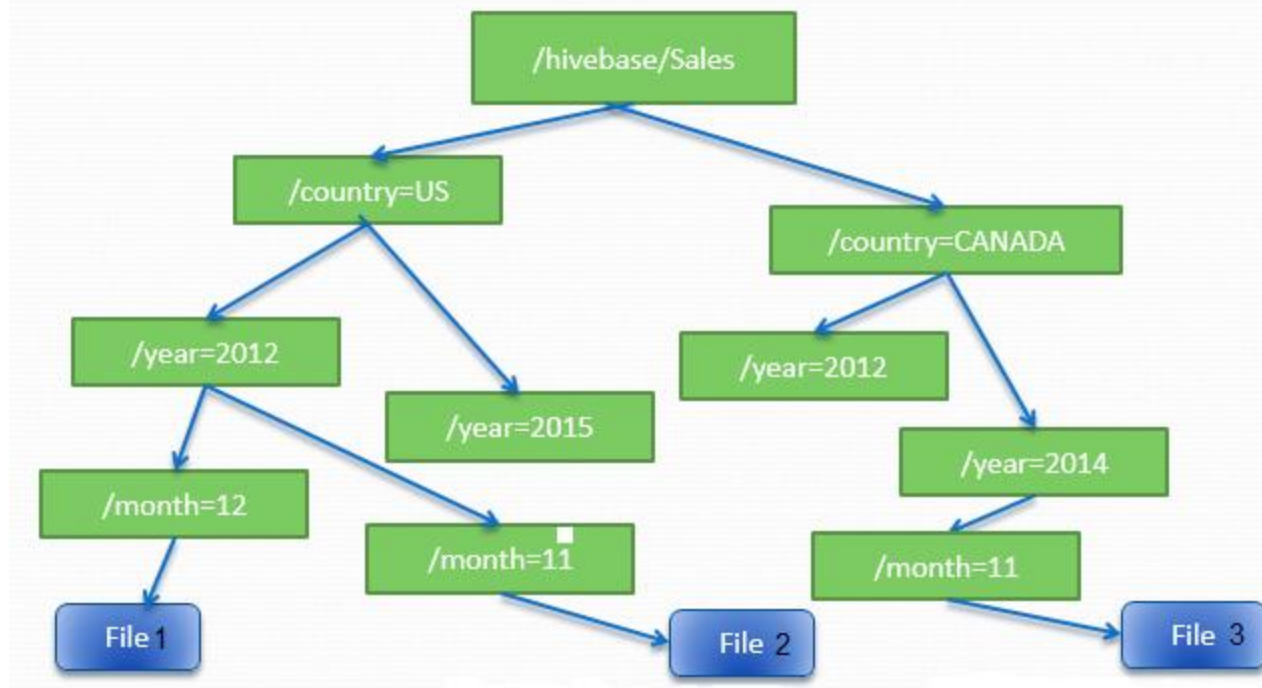 /hivebase/Sales
/country=US
/country=CANADA
/year=2012
/year=2012
/year=2015
/year=2014
/month=12
/month=11
/month=11
File 1
File 2
File 3